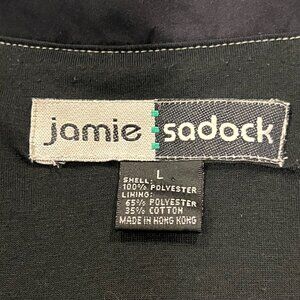 jamie sadock
L
SHELL:
100% POLYESTER
LINING:
65% POLYESTER
35% COTTON
MADE IN HONG KONG